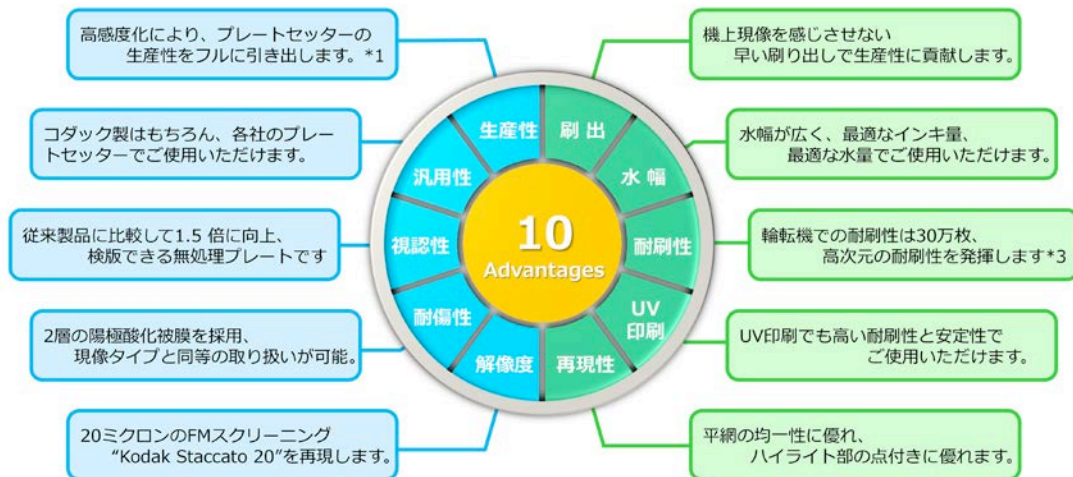 高感度化により、プレートセッターの
生産性をフルに引き出します。*1
コダック製はもちろん、各社のプレー
トセッターでご使用いただけます。
従来製品に比較して1.5 倍に向上、
検版できる無処理プレートです
2層の陽極酸化被膜を採用、
現像タイプと同等の取り扱いが可能。
20ミクロンのFMスクリーニング
“Kodak Staccato 20”を再現します。
生産性
汎用性
視認性
耐傷性
解像度
10
Advantages
刷 出
水 幅
耐刷性
UV
印刷
再現性
機上現像を感じさせない
早い刷り出しで生産性に貢献します。
水幅が広く、最適なインキ量、
最適な水量でご使用いただけます。
輪転機での耐刷性は30万枚、
高次元の耐刷性を発揮します*3
UV印刷でも高い耐刷性と安定性で
ご使用いただけます。
平網の均一性に優れ、
ハイライト部の点付きに優れます。